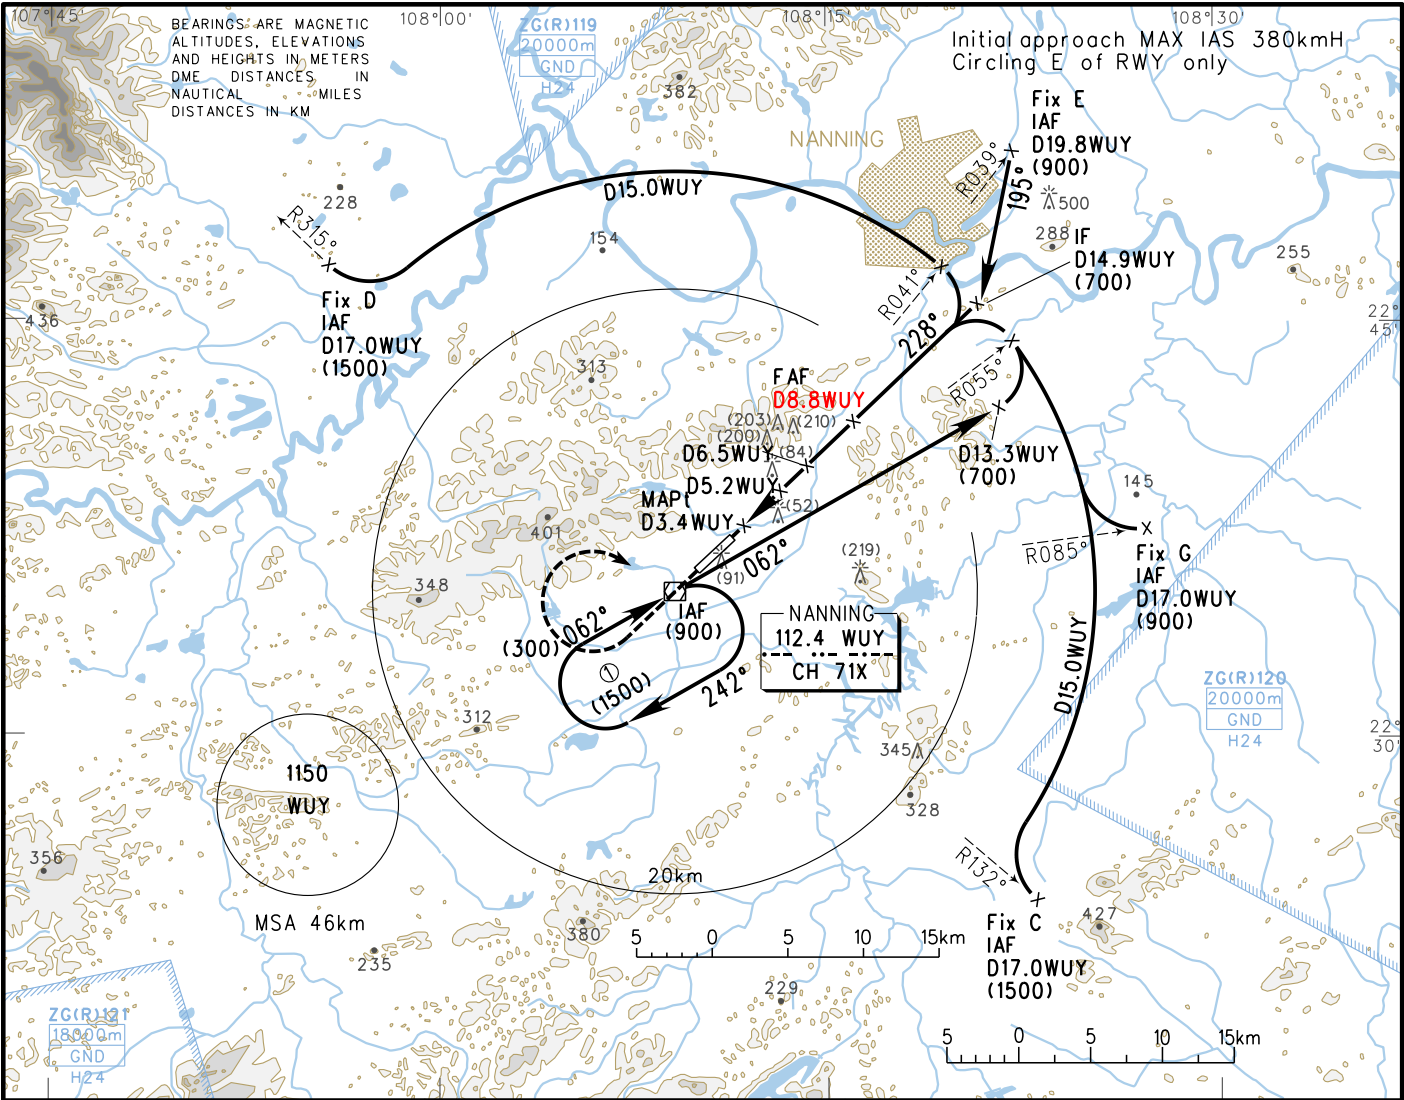 107°45'
108°00'
108°15'
108°30'
BEARINGS ARE MAGNETIC
ALTITUDES, ELEVATIONS
AND HEIGHTS IN METERS
DME DISTANCES IN
NAUTICAL MILES
DISTANCES IN KM
ZG(R)119
20000m
GND
H24
382
Initial approach MAX IAS 380kmH
Circling E of RWY only
NANNING
Fix E
IAF
D19.8WUY
(900)
R039°
195°
500
228
R315°
D15.0WUY
154
288
IF
D14.9WUY
(700)
255
R041°
436
Fix D
IAF
D17.0WUY
(1500)
22°
45'
228°
313
R055°
FAF
D8.8WUY
(203)
(210)
(200)
D6.5WUY
(84)
D13.3WUY
(700)
D5.2WUY
145
MAPt
D3.4WUY
(52)
401
R085°
062°
(219)
(91)
Fix G
IAF
D17.0WUY
(900)
348
IAF
(900)
NANNING
112.4 WUY
CH 71X
(300)
062°
1
(1500)
242°
D15.0WUY
ZG(R)120
20000m
GND
H24
312
22°
30'
345
1150
WUY
328
356
R132°
20km
MSA 46km
380
427
Fix C
IAF
D17.0WUY
(1500)
5 0 5 10 15km
235
229
ZG(R)121
18000m
GND
H24
5 0 5 10 15km